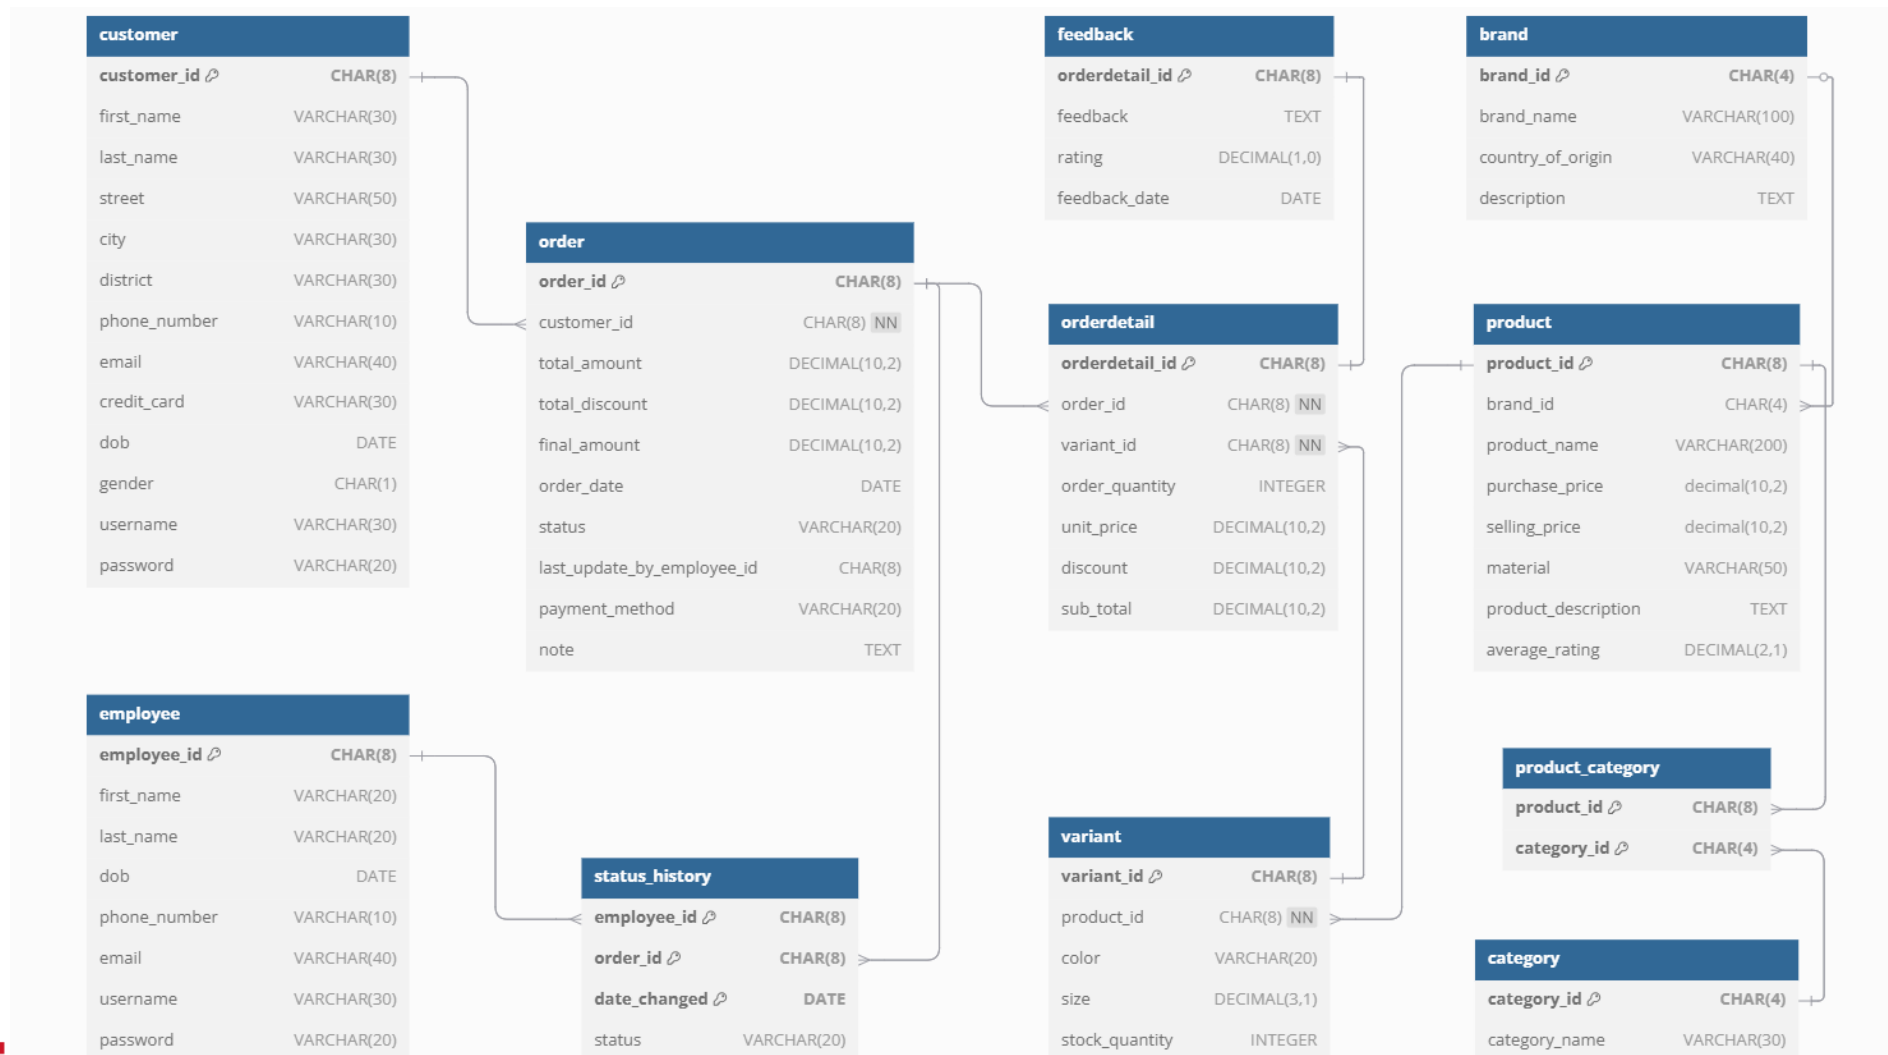 customer
customer_id CHAR(8)
first_name VARCHAR(30)
last_name VARCHAR(30)
street VARCHAR(50)
city VARCHAR(30)
district VARCHAR(30)
phone_number VARCHAR(10)
email VARCHAR(40)
credit_card VARCHAR(30)
dob DATE
gender CHAR(1)
username VARCHAR(30)
password VARCHAR(20)
employee
employee_id CHAR(8)
first_name VARCHAR(20)
last_name VARCHAR(20)
dob DATE
phone_number VARCHAR(10)
email VARCHAR(40)
username VARCHAR(30)
password VARCHAR(20)
order
order_id CHAR(8)
customer_id CHAR(8) NN
total_amount DECIMAL(10,2)
total_discount DECIMAL(10,2)
final_amount DECIMAL(10,2)
order_date DATE
status VARCHAR(20)
last_update_by_employee_id CHAR(8)
payment_method VARCHAR(20)
note TEXT
status_history
employee_id CHAR(8)
order_id CHAR(8)
date_changed DATE
status VARCHAR(20)
feedback
orderdetail_id CHAR(8)
feedback TEXT
rating DECIMAL(1,0)
feedback_date DATE
orderdetail
orderdetail_id CHAR(8)
order_id CHAR(8) NN
variant_id CHAR(8) NN
order_quantity INTEGER
unit_price DECIMAL(10,2)
discount DECIMAL(10,2)
sub_total DECIMAL(10,2)
variant
variant_id CHAR(8)
product_id CHAR(8) NN
color VARCHAR(20)
size DECIMAL(3,1)
stock_quantity INTEGER
brand
brand_id CHAR(4)
brand_name VARCHAR(100)
country_of_origin VARCHAR(40)
description TEXT
product
product_id CHAR(8)
brand_id CHAR(4)
product_name VARCHAR(200)
purchase_price decimal(10,2)
selling_price decimal(10,2)
material VARCHAR(50)
product_description TEXT
average_rating DECIMAL(2,1)
product_category
product_id CHAR(8)
category_id CHAR(4)
category
category_id CHAR(4)
category_name VARCHAR(30)